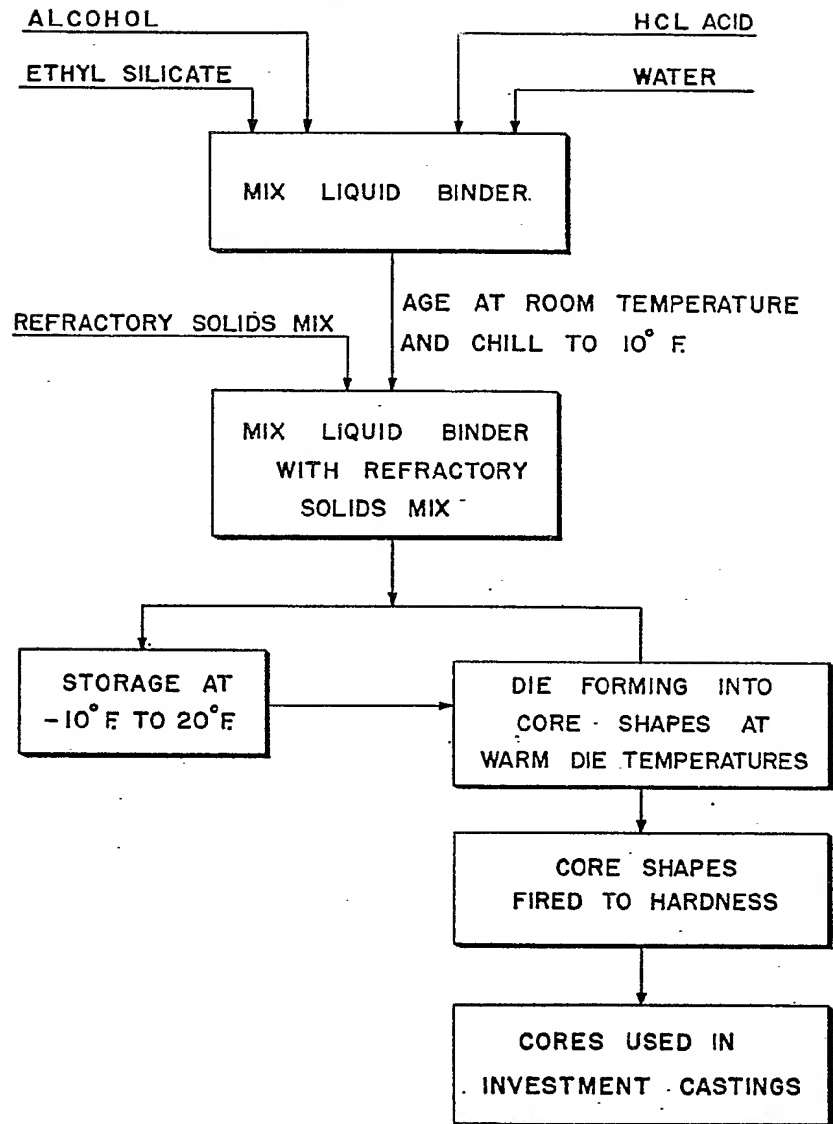 ALCOHOL
HCL ACID
ETHYL SILICATE
WATER
MIX LIQUID BINDER.
AGE AT ROOM TEMPERATURE
AND CHILL TO 10° F.
REFRACTORY SOLIDS MIX
MIX LIQUID BINDER
WITH REFRACTORY
SOLIDS MIX
STORAGE AT
-10° F. TO 20° F.
DIE FORMING INTO
CORE SHAPES AT
WARM DIE TEMPERATURES
CORE SHAPES
FIRED TO HARDNESS
CORES USED IN
INVESTMENT CASTINGS